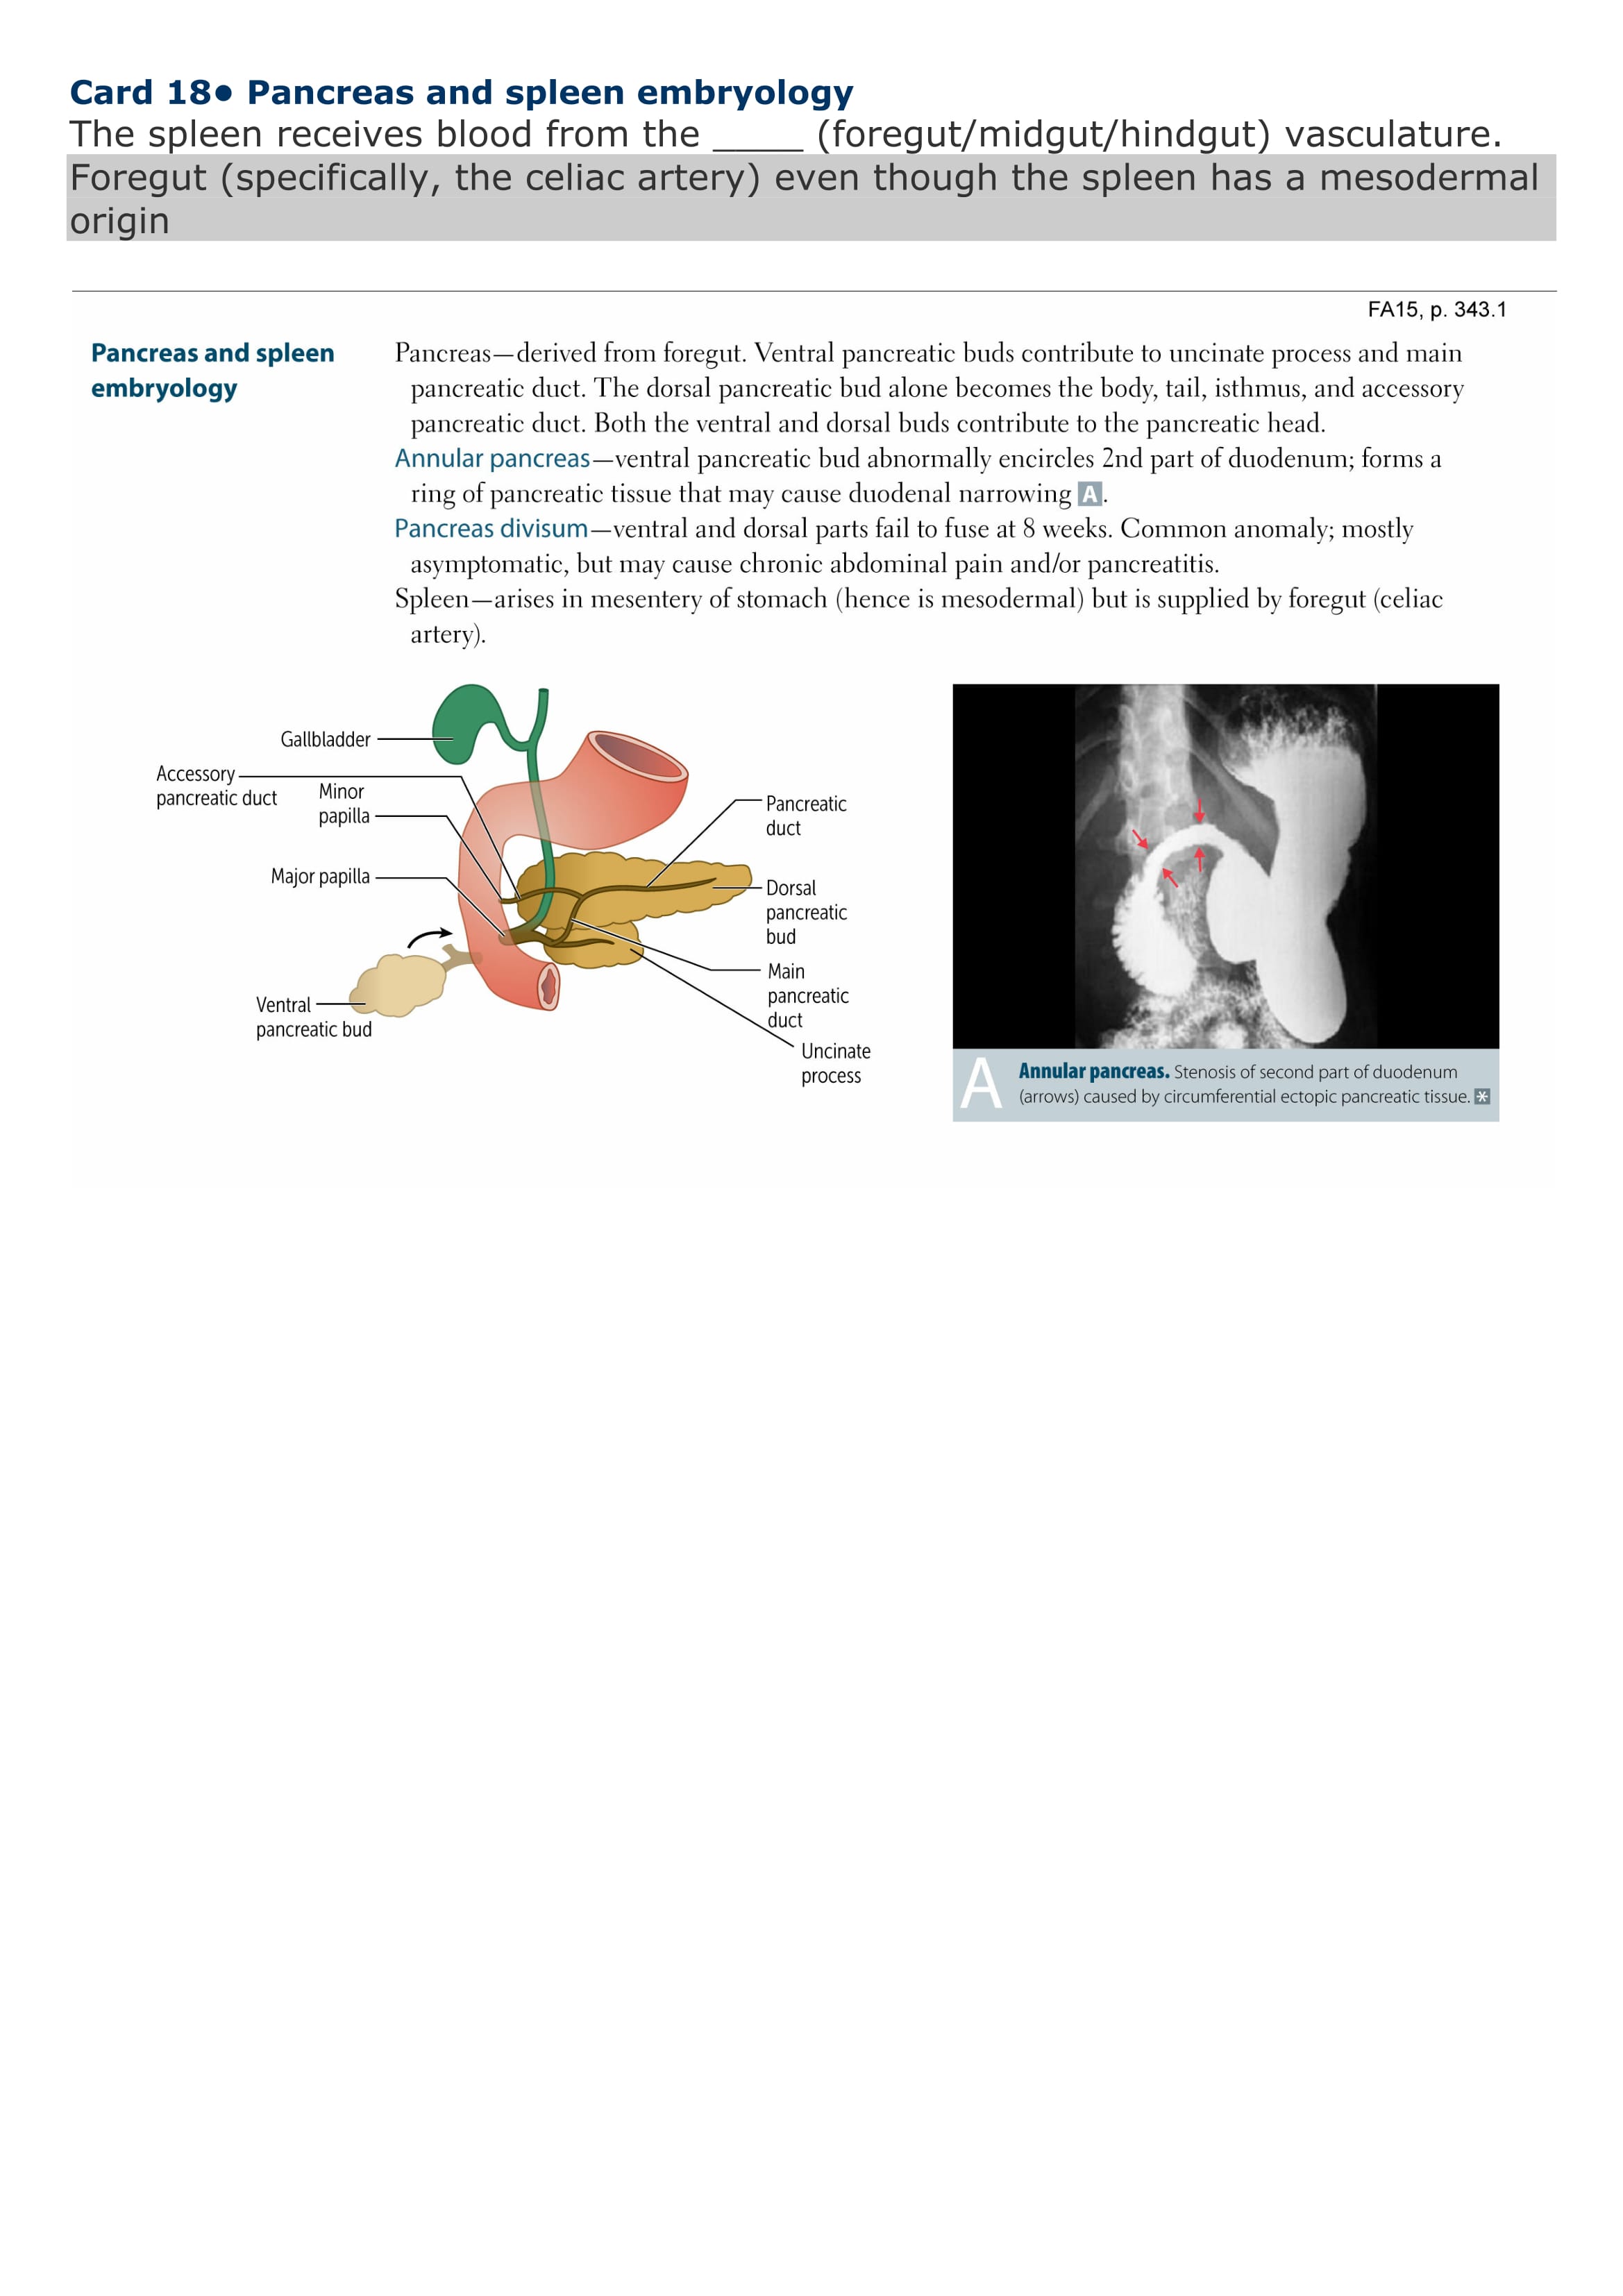 Card 18• Pancreas and spleen embryology
The spleen receives blood from the _____ (foregut/midgut/hindgut) vasculature.
Foregut (specifically, the celiac artery) even though the spleen has a mesodermal
origin
FA15, p. 343.1
Pancreas and spleen
embryology
Pancreas—derived from foregut. Ventral pancreatic buds contribute to uncinate process and main
pancreatic duct. The dorsal pancreatic bud alone becomes the body, tail, isthmus, and accessory
pancreatic duct. Both the ventral and dorsal buds contribute to the pancreatic head.
Annular pancreas—ventral pancreatic bud abnormally encircles 2nd part of duodenum; forms a
ring of pancreatic tissue that may cause duodenal narrowing A.
Pancreas divisum—ventral and dorsal parts fail to fuse at 8 weeks. Common anomaly; mostly
asymptomatic, but may cause chronic abdominal pain and/or pancreatitis.
Spleen—arises in mesentery of stomach (hence is mesodermal) but is supplied by foregut (celiac
artery).
Gallbladder
Accessory
pancreatic duct
Minor
papilla
Major papilla
Ventral
pancreatic bud
Pancreatic
duct
Dorsal
pancreatic
bud
Main
pancreatic
duct
Uncinate
process
A
Annular pancreas. Stenosis of second part of duodenum
(arrows) caused by circumferential ectopic pancreatic tissue. *